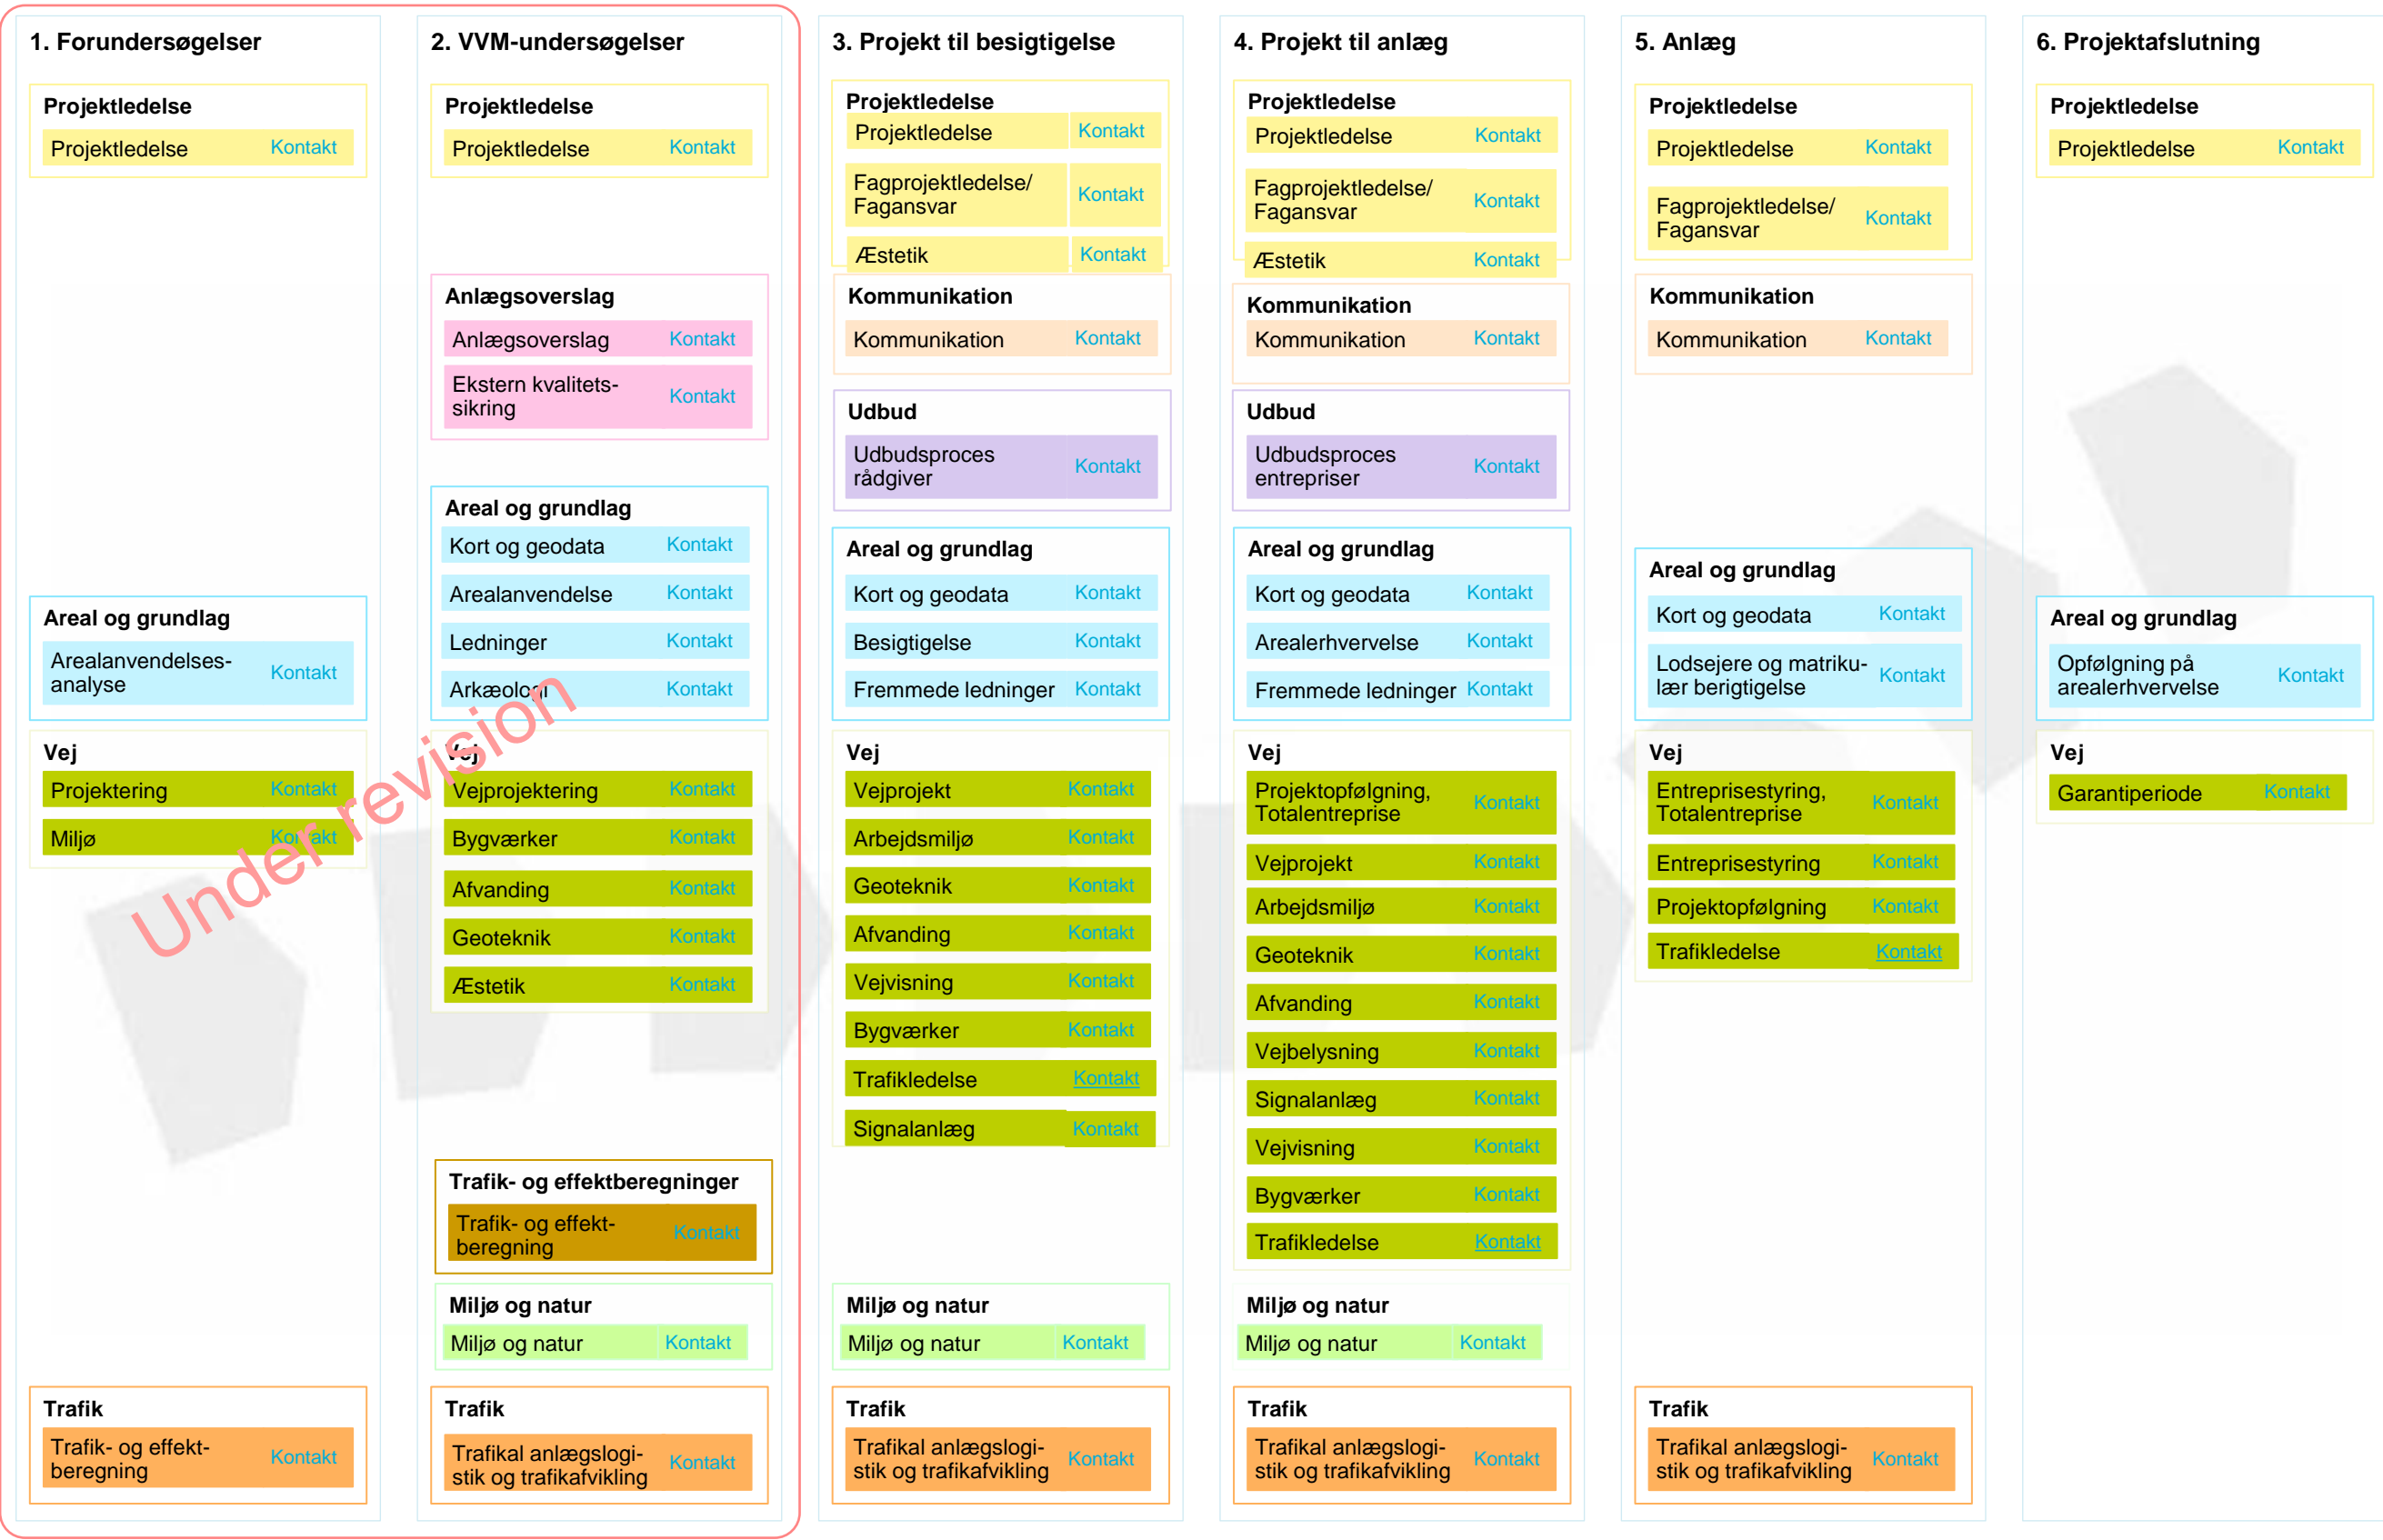 1. Forundersøgelser
Projektledelse
Projektledelse Kontakt
Areal og grundlag
Arealanvendelses-
analyse Kontakt
Vej
Projektering Kontakt
Miljø Kontakt
Trafik
Trafik- og effekt-
beregning Kontakt
2. VVM-undersøgelser
Projektledelse
Projektledelse Kontakt
Anlægsoverslag
Anlægsoverslag Kontakt
Ekstern kvalitets-
sikring Kontakt
Areal og grundlag
Kort og geodata Kontakt
Arealanvendelse Kontakt
Ledninger Kontakt
Arkæologi Kontakt
Vej
Vejprojektering Kontakt
Bygværker Kontakt
Afvanding Kontakt
Geoteknik Kontakt
Æstetik Kontakt
Trafik- og effektberegninger
Trafik- og effekt-
beregning Kontakt
Miljø og natur
Miljø og natur Kontakt
Trafik
Trafikal anlægslogi-
stik og trafikafvikling Kontakt
Under revision
3. Projekt til besigtigelse
Projektledelse
Projektledelse Kontakt
Fagprojektledelse/
Fagansvar Kontakt
Æstetik Kontakt
Kommunikation
Kommunikation Kontakt
Udbud
Udbudsproces
rådgiver Kontakt
Areal og grundlag
Kort og geodata Kontakt
Besigtigelse Kontakt
Fremmede ledninger Kontakt
Vej
Vejprojekt Kontakt
Arbejdsmiljø Kontakt
Geoteknik Kontakt
Afvanding Kontakt
Vejvisning Kontakt
Bygværker Kontakt
Trafikledelse Kontakt
Signalanlæg Kontakt
Miljø og natur
Miljø og natur Kontakt
Trafik
Trafikal anlægslogi-
stik og trafikafvikling Kontakt
4. Projekt til anlæg
Projektledelse
Projektledelse Kontakt
Fagprojektledelse/
Fagansvar Kontakt
Æstetik Kontakt
Kommunikation
Kommunikation Kontakt
Udbud
Udbudsproces
entrepriser Kontakt
Areal og grundlag
Kort og geodata Kontakt
Arealerhvervelse Kontakt
Fremmede ledninger Kontakt
Vej
Projektopfølgning,
Totalentreprise Kontakt
Vejprojekt Kontakt
Arbejdsmiljø Kontakt
Geoteknik Kontakt
Afvanding Kontakt
Vejbelysning Kontakt
Signalanlæg Kontakt
Vejvisning Kontakt
Bygværker Kontakt
Trafikledelse Kontakt
Miljø og natur
Miljø og natur Kontakt
Trafik
Trafikal anlægslogi-
stik og trafikafvikling Kontakt
5. Anlæg
Projektledelse
Projektledelse Kontakt
Fagprojektledelse/
Fagansvar Kontakt
Kommunikation
Kommunikation Kontakt
Areal og grundlag
Kort og geodata Kontakt
Lodsejere og matriku-
lær berigtigelse Kontakt
Vej
Entreprisestyring,
Totalentreprise Kontakt
Entreprisestyring Kontakt
Projektopfølgning Kontakt
Trafikledelse Kontakt
Trafik
Trafikal anlægslogi-
stik og trafikafvikling Kontakt
6. Projektafslutning
Projektledelse
Projektledelse Kontakt
Areal og grundlag
Opfølgning på
arealerhvervelse Kontakt
Vej
Garantiperiode Kontakt